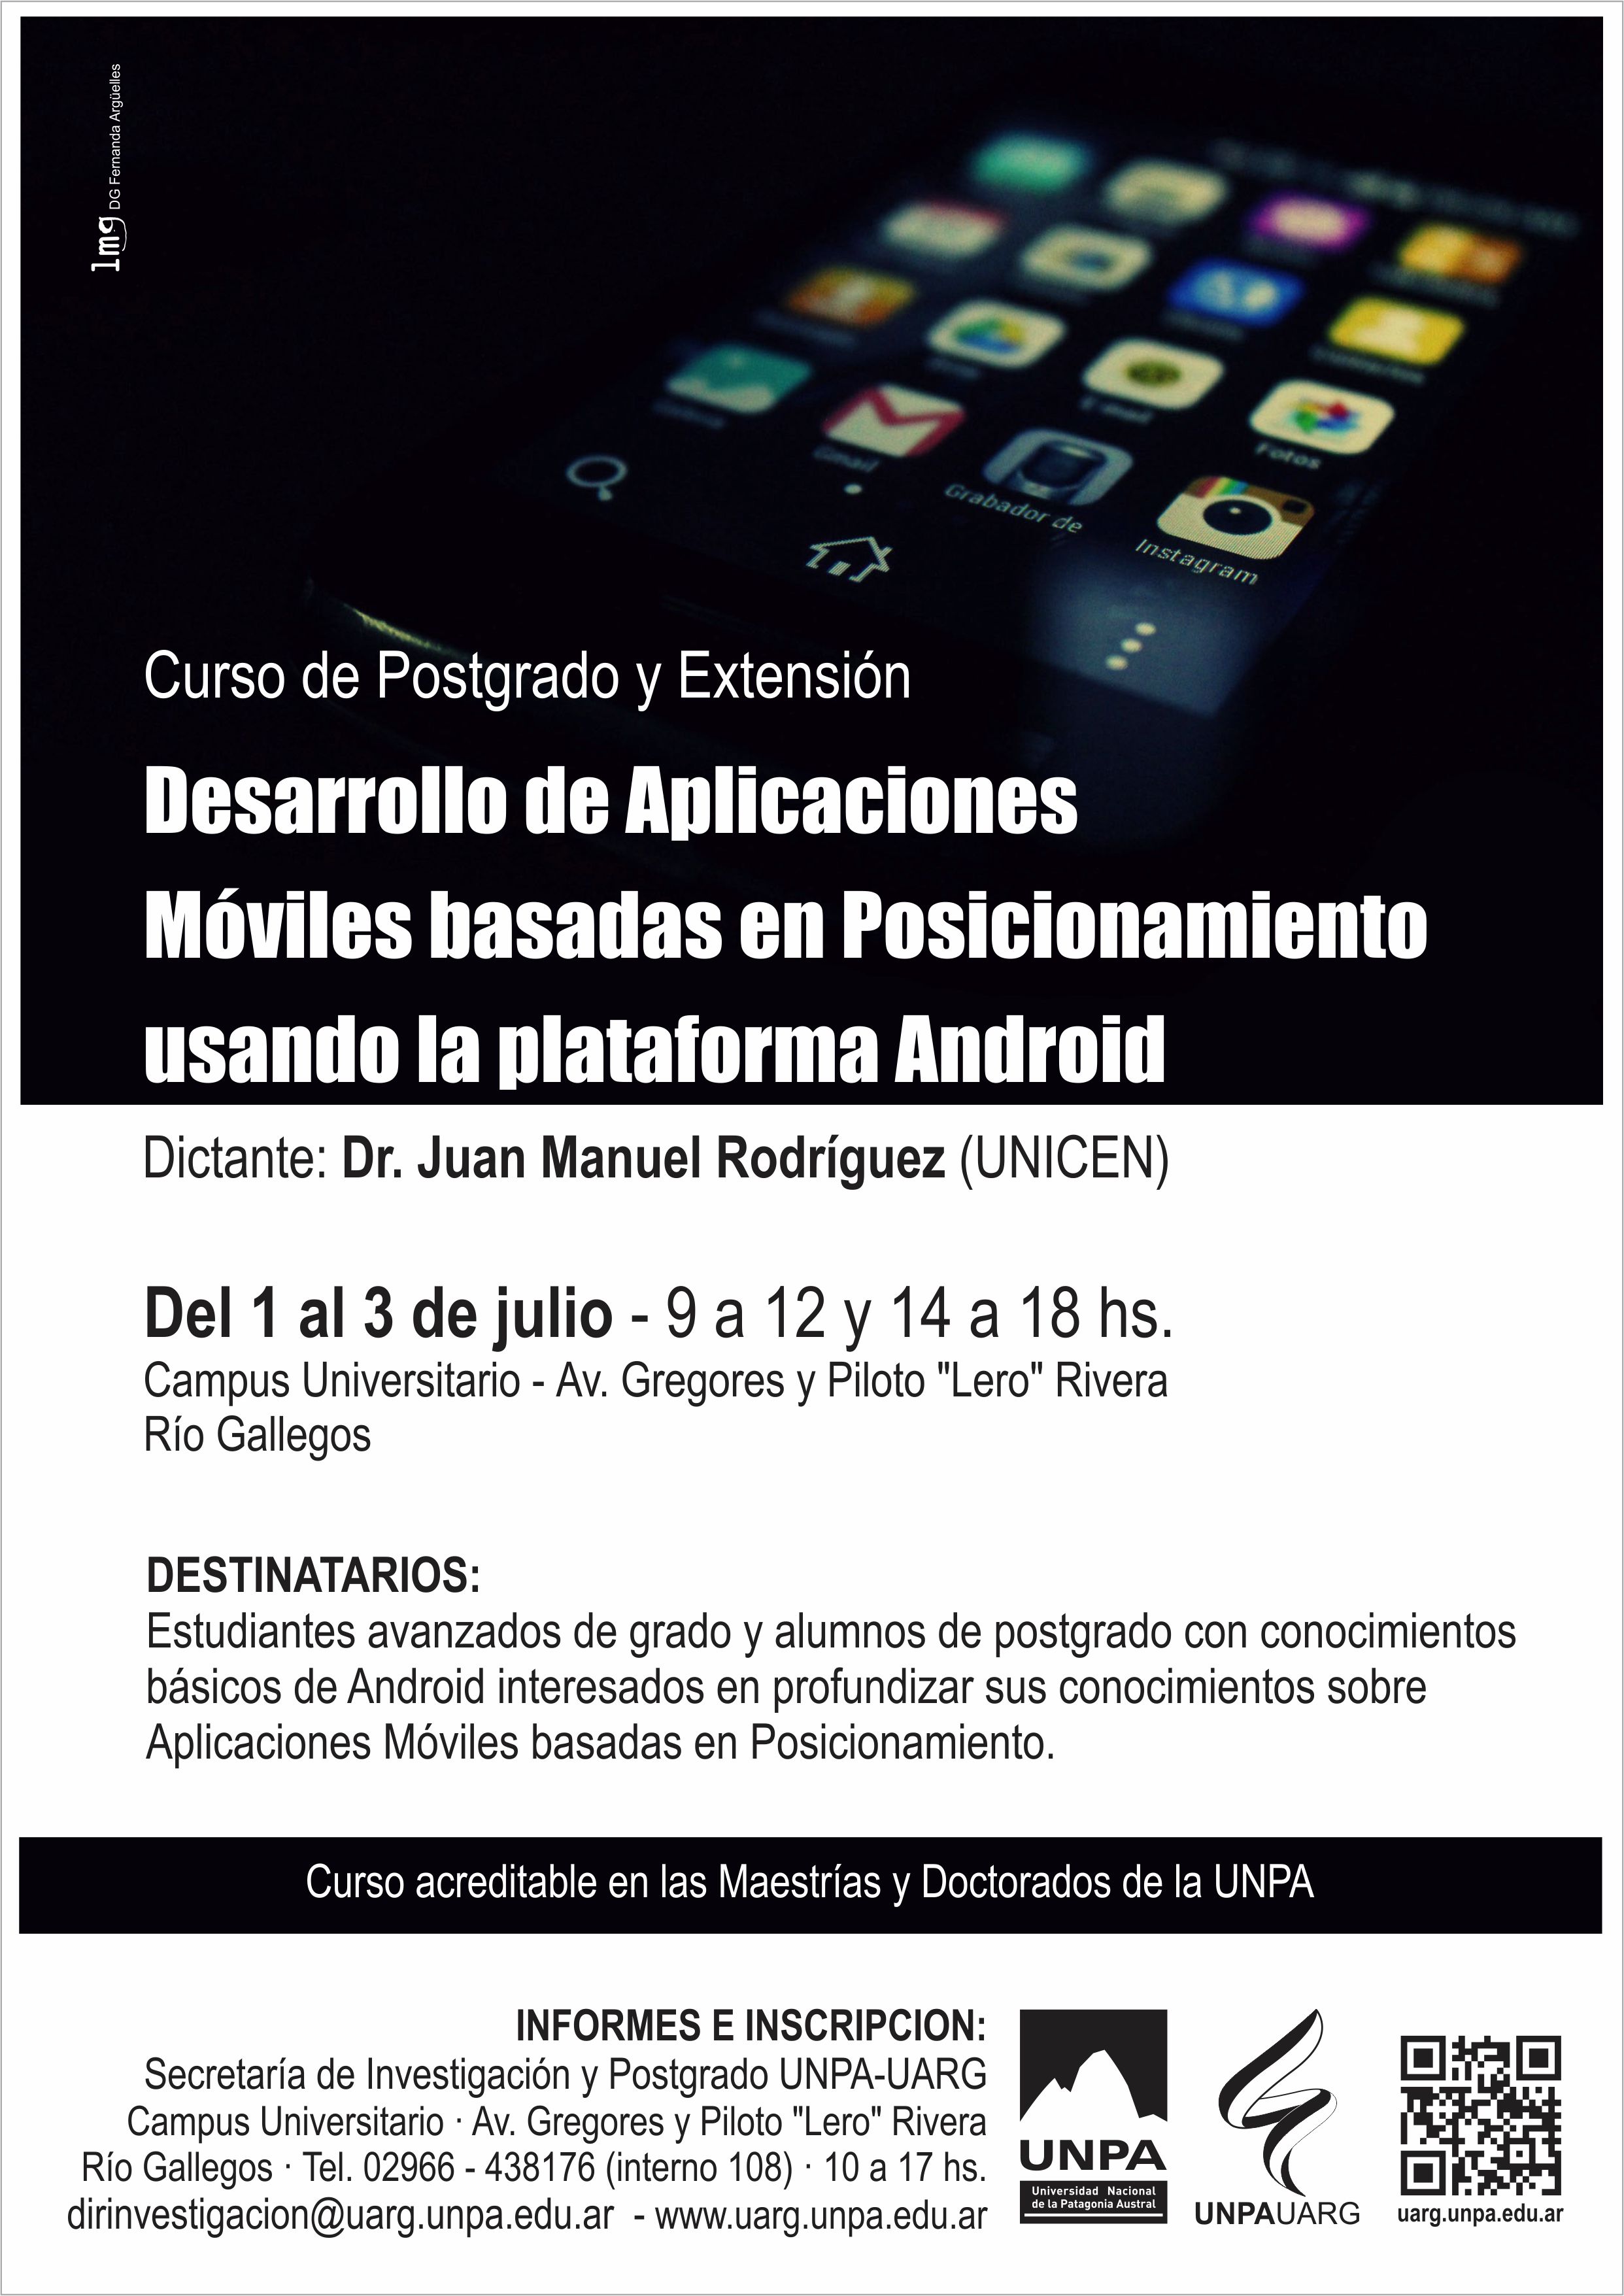 lmg DG Fernanda Argüelles
Gmail
E-mail
Fotos
Grabador de
Instagram
Curso de Postgrado y Extensión
Desarrollo de Aplicaciones
Móviles basadas en Posicionamiento
usando la plataforma Android
Dictante: Dr. Juan Manuel Rodríguez (UNICEN)
Del 1 al 3 de julio - 9 a 12 y 14 a 18 hs.
Campus Universitario - Av. Gregores y Piloto "Lero" Rivera
Río Gallegos
DESTINATARIOS:
Estudiantes avanzados de grado y alumnos de postgrado con conocimientos
básicos de Android interesados en profundizar sus conocimientos sobre
Aplicaciones Móviles basadas en Posicionamiento.
Curso acreditable en las Maestrías y Doctorados de la UNPA
INFORMES E INSCRIPCION:
Secretaría de Investigación y Postgrado UNPA-UARG
Campus Universitario · Av. Gregores y Piloto "Lero" Rivera
Río Gallegos · Tel. 02966 - 438176 (interno 108) · 10 a 17 hs.
dirinvestigacion@uarg.unpa.edu.ar - www.uarg.unpa.edu.ar
UNPA
Universidad Nacional
de la Patagonia Austral
UNPAUARG
uarg.unpa.edu.ar